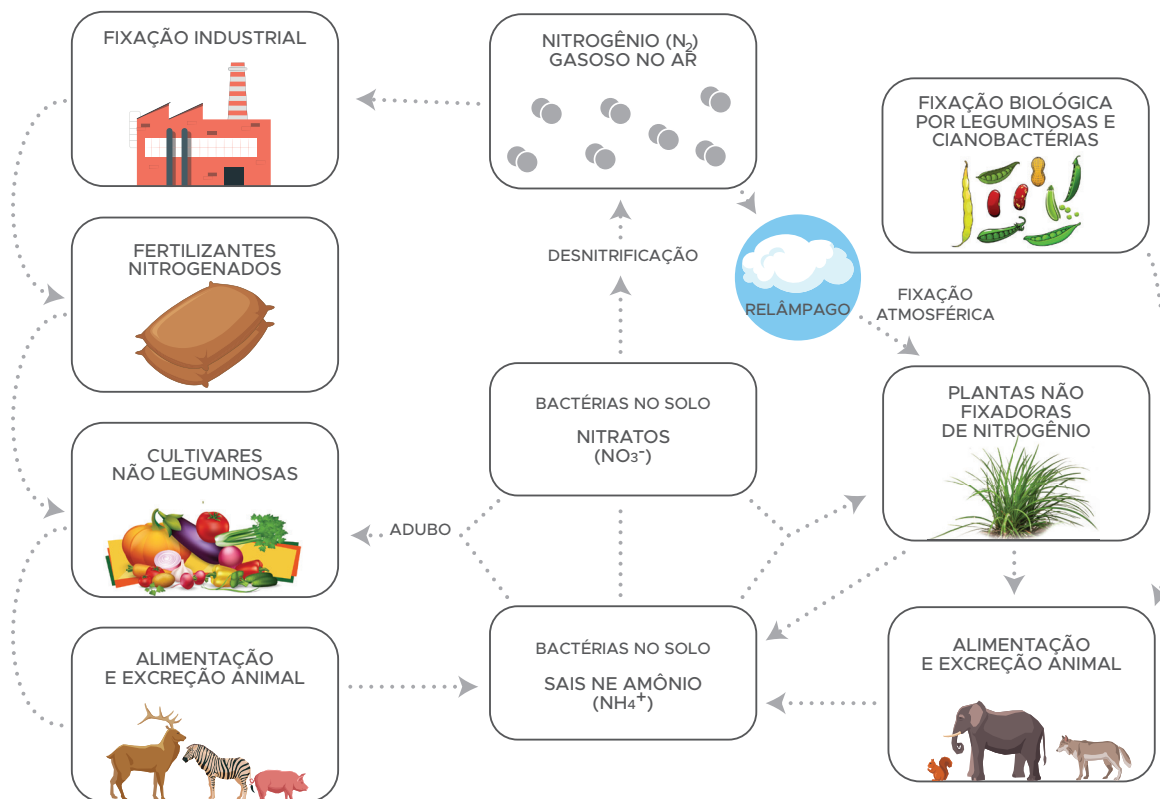 FIXAÇÃO INDUSTRIAL
NITROGÊNIO (N₂)
GASOSO NO AR
FIXAÇÃO BIOLÓGICA
POR LEGUMINOSAS E
CIANOBACTÉRIAS
FERTILIZANTES
NITROGENADOS
DESNITRIFICAÇÃO
RELÂMPAGO
FIXAÇÃO
ATMOSFÉRICA
BACTÉRIAS NO SOLO
NITRATOS
(NO₃⁻)
PLANTAS NÃO
FIXADORAS
DE NITROGÊNIO
CULTIVARES
NÃO LEGUMINOSAS
ADUBO
ALIMENTAÇÃO
E EXCREÇÃO ANIMAL
BACTÉRIAS NO SOLO
SAIS NE AMÔNIO
(NH₄⁺)
ALIMENTAÇÃO
E EXCREÇÃO ANIMAL